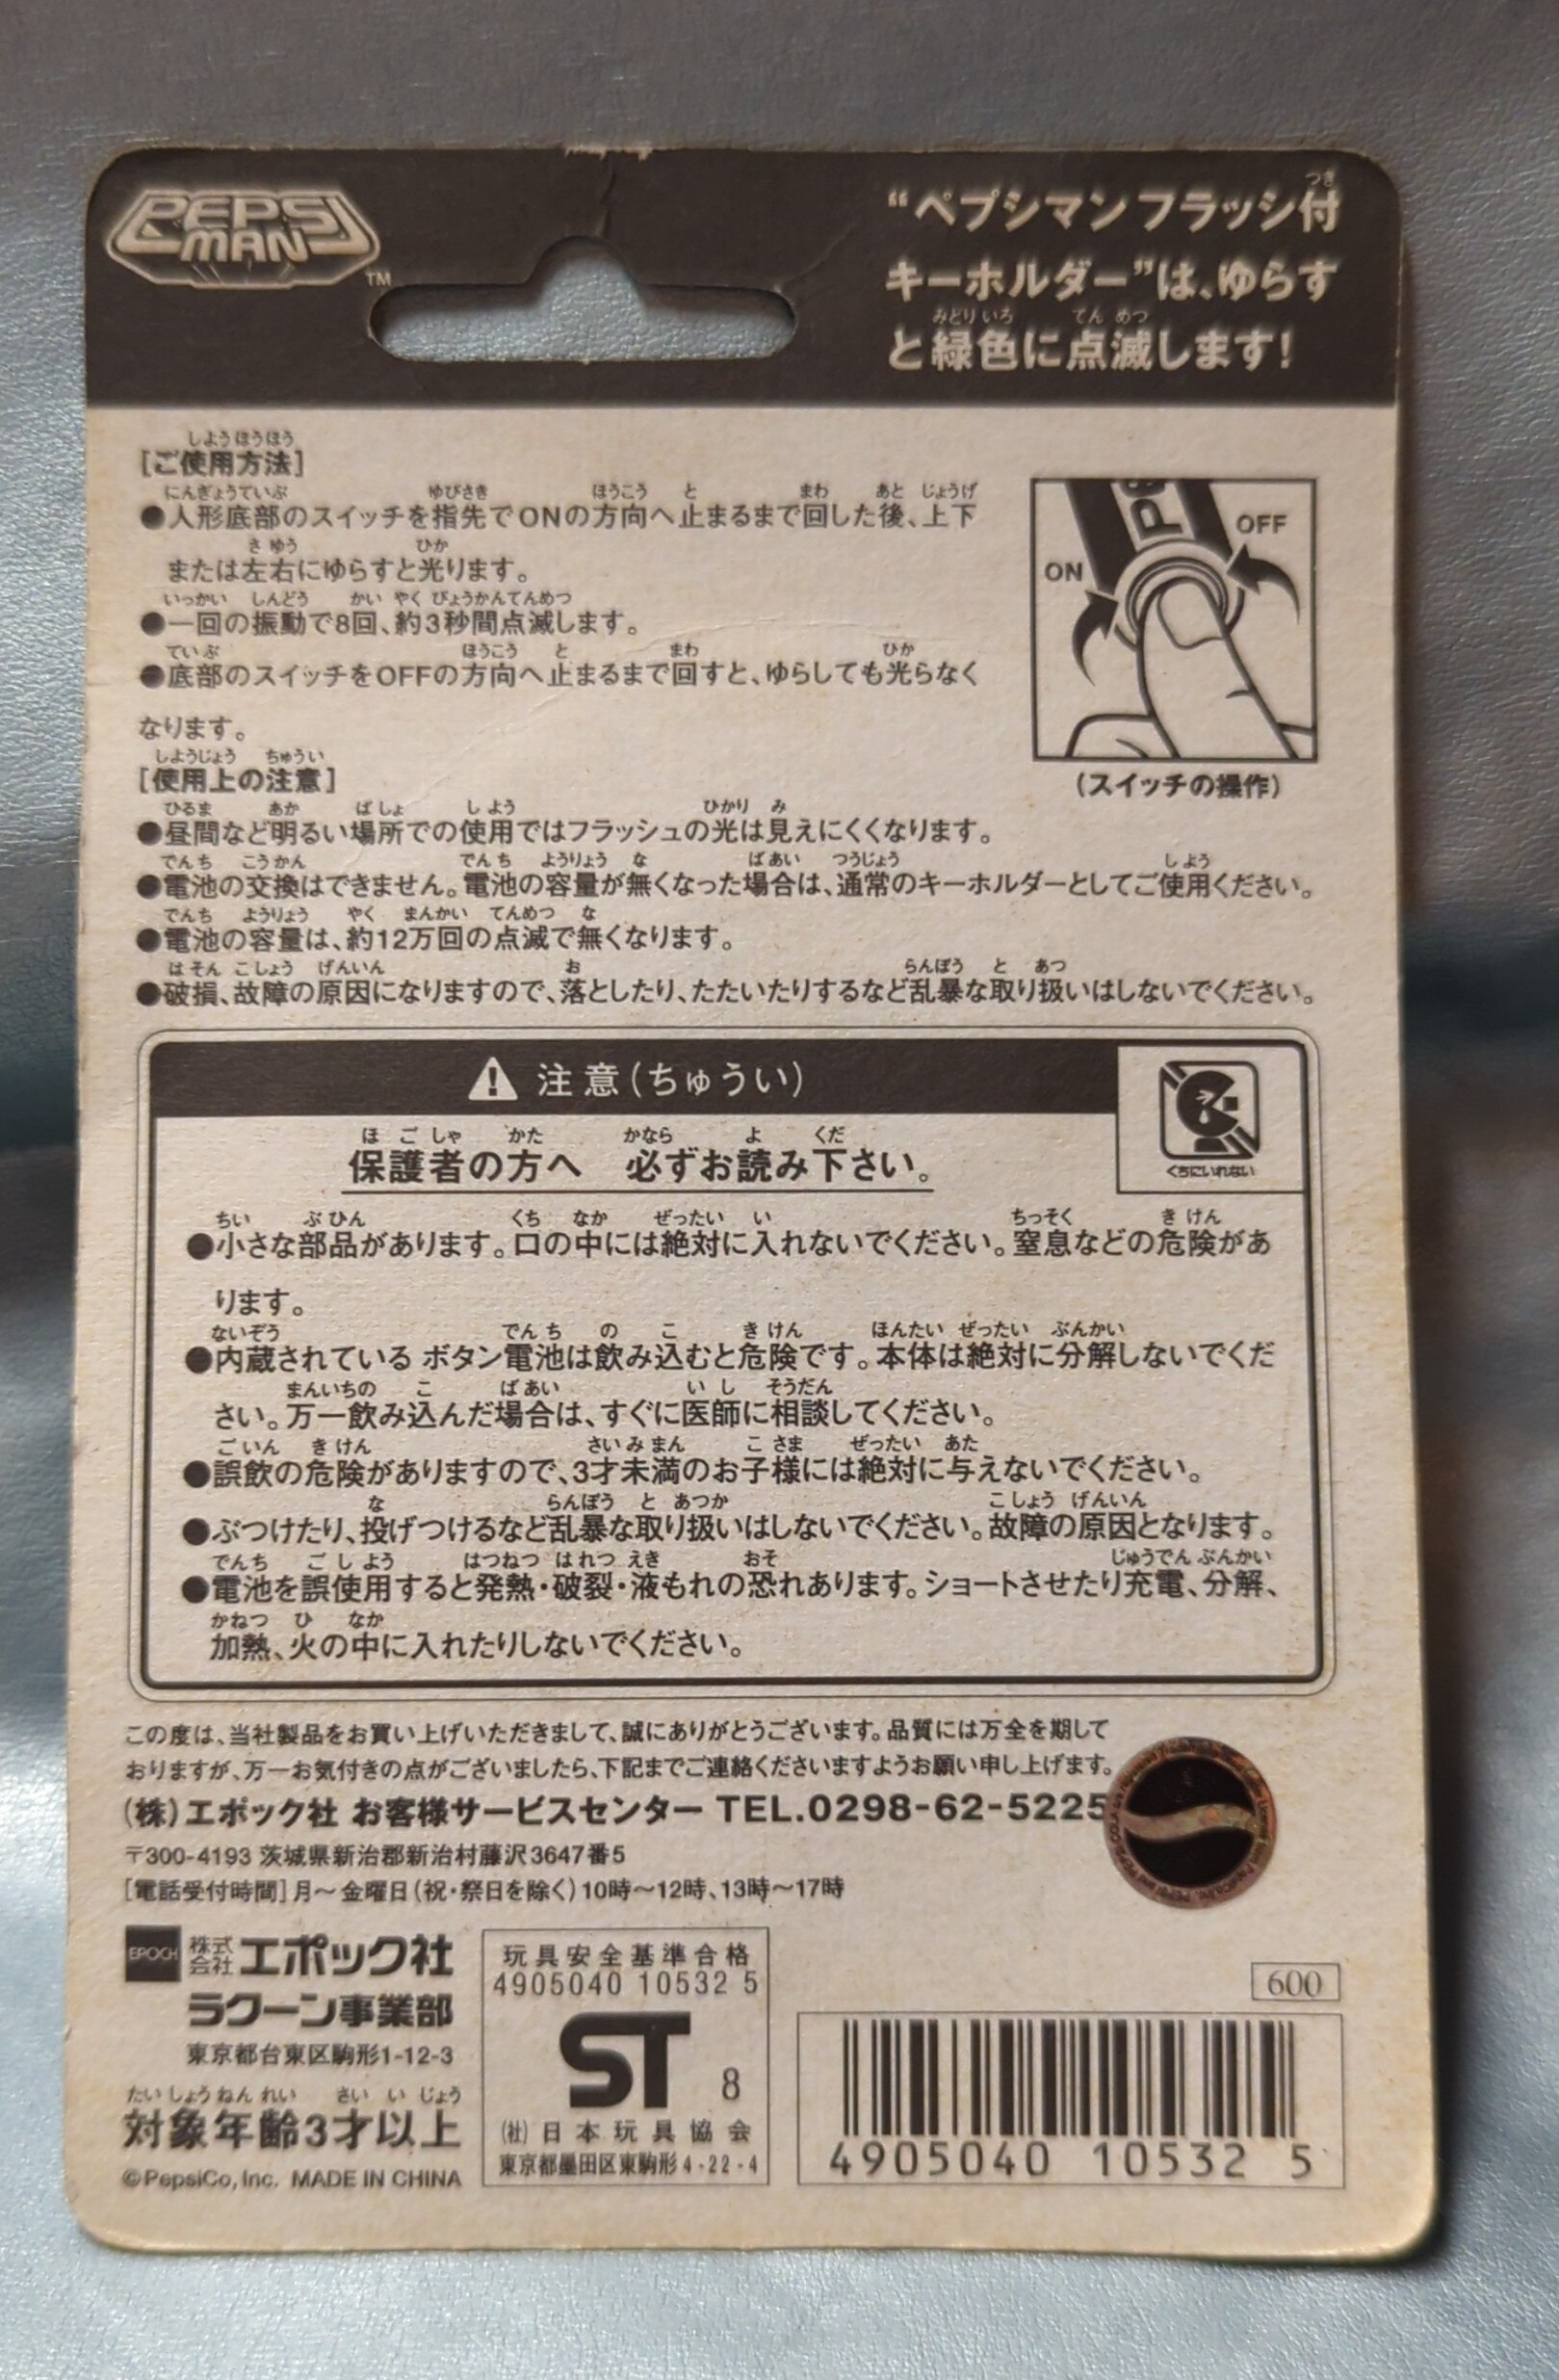 PEPSI
MAN
TM
“ペプシマン フラッシ付
キーホルダー”は、ゆらす
と緑色に点滅します!
[ご使用方法]
●人形底部のスイッチを指先でONの方向へ止まるまで回した後、上下
または左右にゆらすと光ります。
●一回の振動で8回、約3秒間点滅します。
●底部のスイッチをOFFの方向へ止まるまで回すと、ゆらしても光らなく
なります。
ON
OFF
(スイッチの操作)
[使用上の注意]
●昼間など明るい場所での使用ではフラッシュの光は見えにくくなります。
●電池の交換はできません。電池の容量が無くなった場合は、通常のキーホルダーとしてご使用ください。
●電池の容量は、約12万回の点滅で無くなります。
●破損、故障の原因になりますので、落としたり、たたいたりするなど乱暴な取り扱いはしないでください。
注意(ちゅうい)
くちにいれない
保護者の方へ 必ずお読み下さい。
●小さな部品があります。口の中には絶対に入れないでください。窒息などの危険があ
ります。
●内蔵されている ボタン電池は飲み込むと危険です。本体は絶対に分解しないでくだ
さい。万一飲み込んだ場合は、すぐに医師に相談してください。
●誤飲の危険がありますので、3才未満のお子様には絶対に与えないでください。
●ぶつけたり、投げつけるなど乱暴な取り扱いはしないでください。故障の原因となります。
●電池を誤使用すると発熱・破裂・液もれの恐れあります。ショートさせたり充電、分解、
加熱、火の中に入れたりしないでください。
この度は、当社製品をお買い上げいただきまして、誠にありがとうございます。品質には万全を期して
おりますが、万一お気付きの点がございましたら、下記までご連絡くださいますようお願い申し上げます。
(株)エポック社 お客様サービスセンター TEL.0298-62-5225
〒300-4193 茨城県新治郡新治村藤沢3647番5
[電話受付時間]月～金曜日(祝・祭日を除く)10時～12時、13時～17時
EPOCH 株式会社 エポック社
ラクーン事業部
東京都台東区駒形1-12-3
対象年齢3才以上
©PepsiCo, Inc. MADE IN CHINA
玩具安全基準合格
4905040 10532 5
ST 8
(社)日本玩具協会
東京都墨田区東駒形4-22-4
600
4905040 10532 5